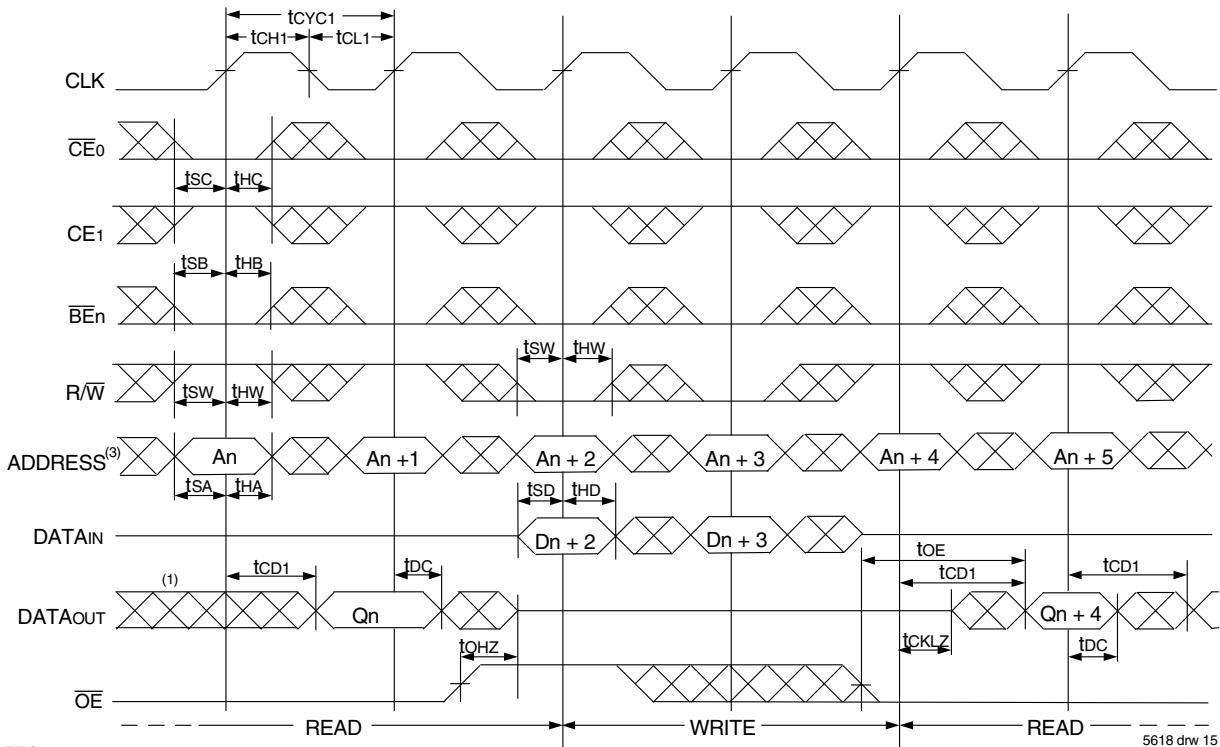 tCYC1
tCH1 tCL1
CLK
CE0
tSC tHC
CE1
tSB tHB
BEn
tSW tHW
R/W
tSW tHW
ADDRESS(3) An An +1 An + 2 An + 3 An + 4 An + 5
tSA tHA tSD tHD
DATAIN Dn + 2 Dn + 3
tOE
(1) tCD1 tDC tCD1 tCD1
DATAOUT Qn Qn + 4
tOHZ tCKLZ tDC
OE
READ WRITE READ
5618 drw 15